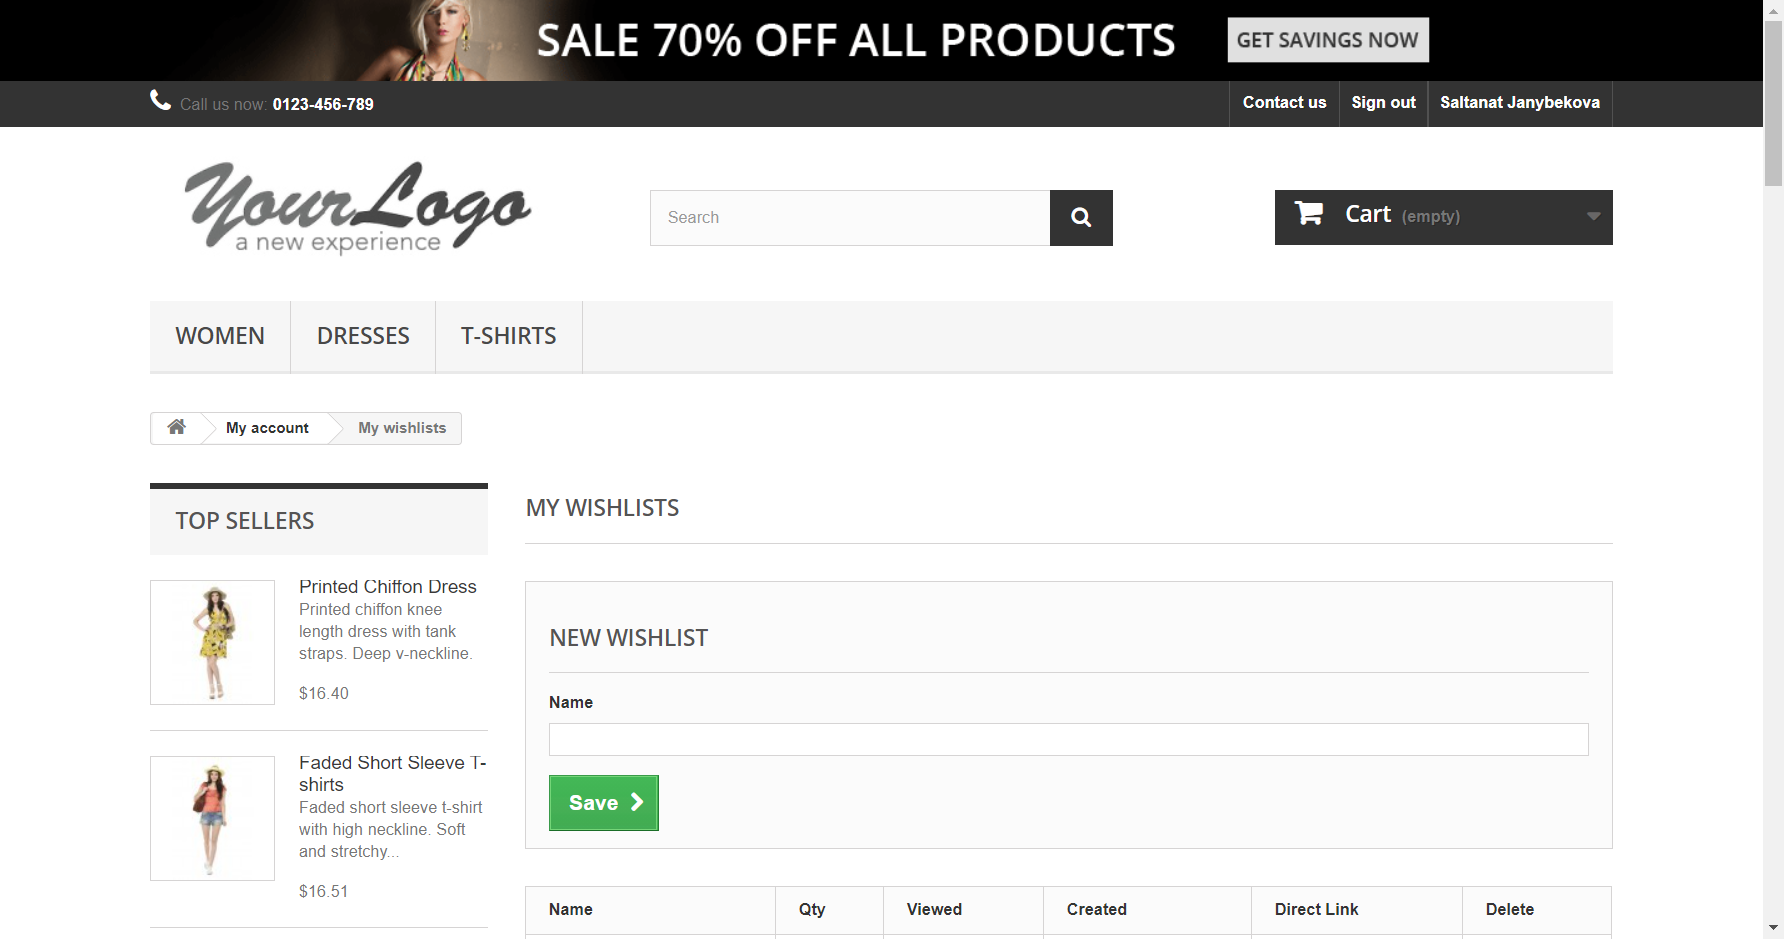 SALE 70% OFF ALL PRODUCTS
GET SAVINGS NOW
Call us now: 0123-456-789
Contact us
Sign out
Saltanat Janybekova
YourLogo
a new experience
Search
Cart (empty)
WOMEN
DRESSES
T-SHIRTS
My account
My wishlists
TOP SELLERS
Printed Chiffon Dress
Printed chiffon knee
length dress with tank
straps. Deep v-neckline.
$16.40
Faded Short Sleeve T-
shirts
Faded short sleeve t-shirt
with high neckline. Soft
and stretchy...
$16.51
MY WISHLISTS
NEW WISHLIST
Name
Save
Name Qty Viewed Created Direct Link Delete